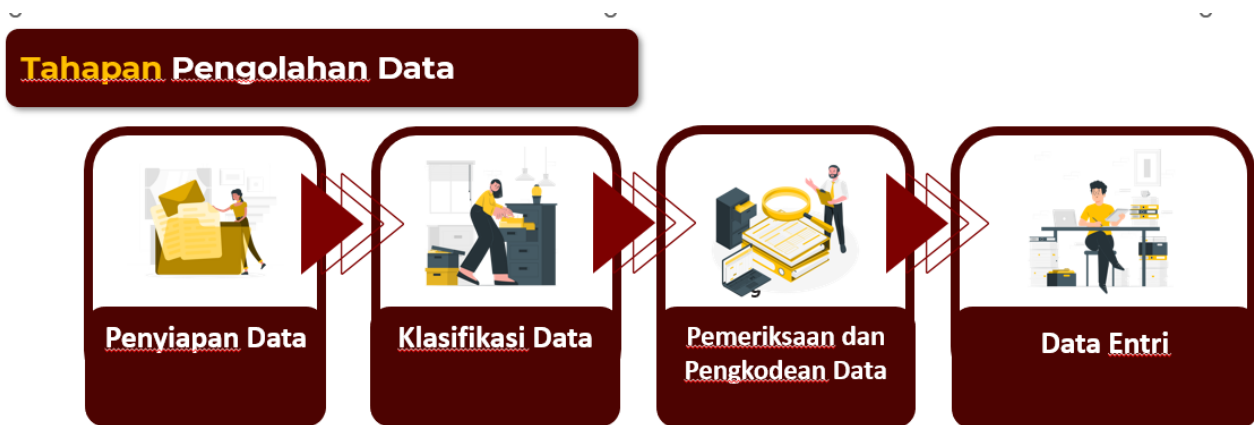 Tahapan Pengolahan Data
Penyiapan Data
Klasifikasi Data
Pemeriksaan dan
Pengkodean Data
Data Entri